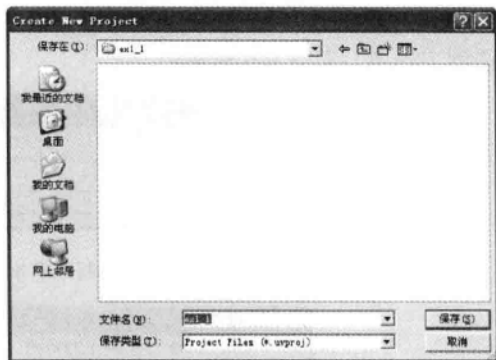 Create New Project
保存在(I):
ex1_1
我最近的文档
桌面
我的文档
我的电脑
网上邻居
文件名(N):
保存(S)
保存类型(T):
Project Files (*.uvproj)
取消